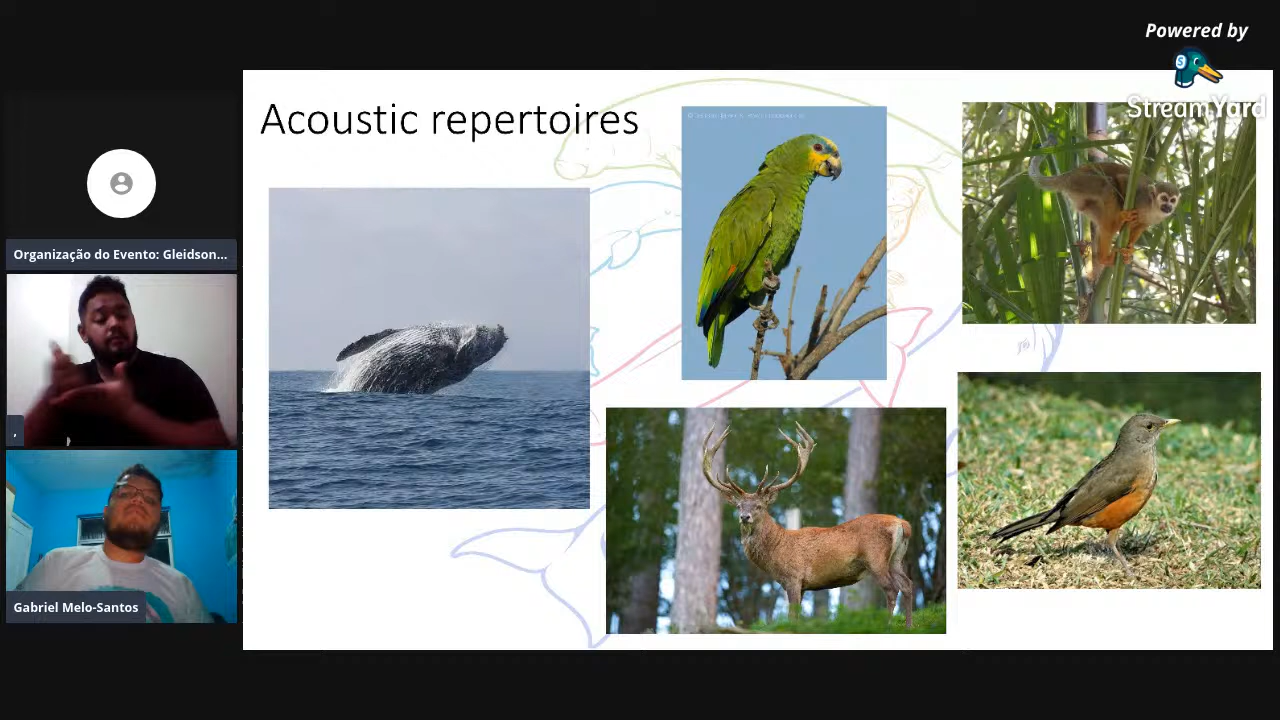 Powered by
StreamYard
Acoustic repertoires
Organização do Evento: Gleidson...
,
Gabriel Melo-Santos